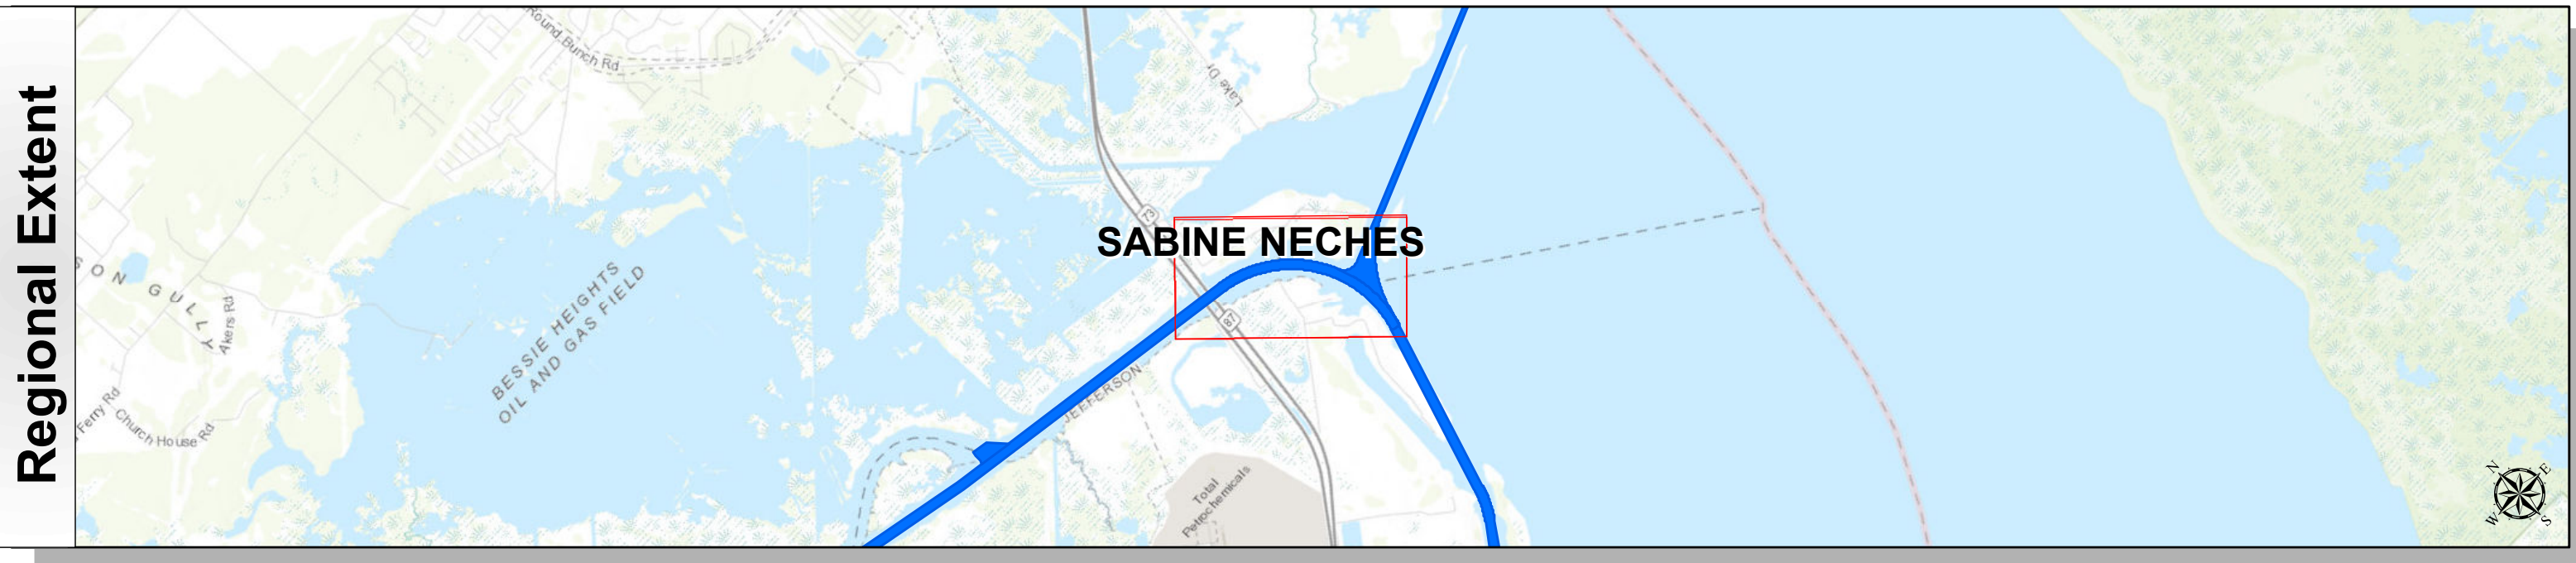 Regional Extent
Round Bunch Rd
Lake Dr
73
SABINE NECHES
SON GULLY
Akers Rd
BESSIE HEIGHTS
OIL AND GAS FIELD
87
JEFFERSON
Ferry Rd
Church House Rd
Total
Petrochemicals
N
E
W
S